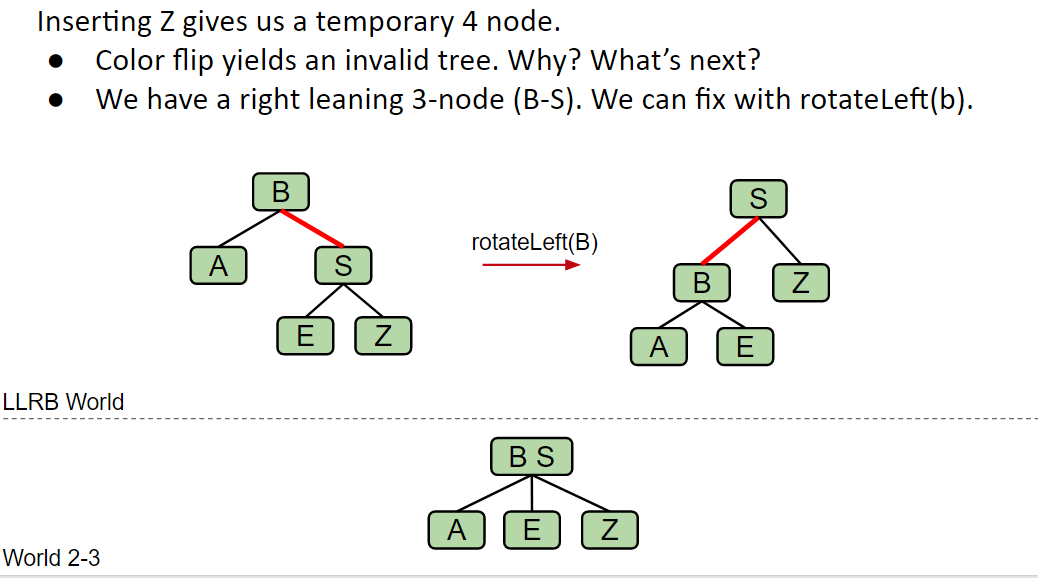 Inserting Z gives us a temporary 4 node.
● Color flip yields an invalid tree. Why? What's next?
● We have a right leaning 3-node (B-S). We can fix with rotateLeft(b).
B
S
rotateLeft(B)
A
S
B
Z
E
Z
A
E
LLRB World
B S
A
E
Z
World 2-3